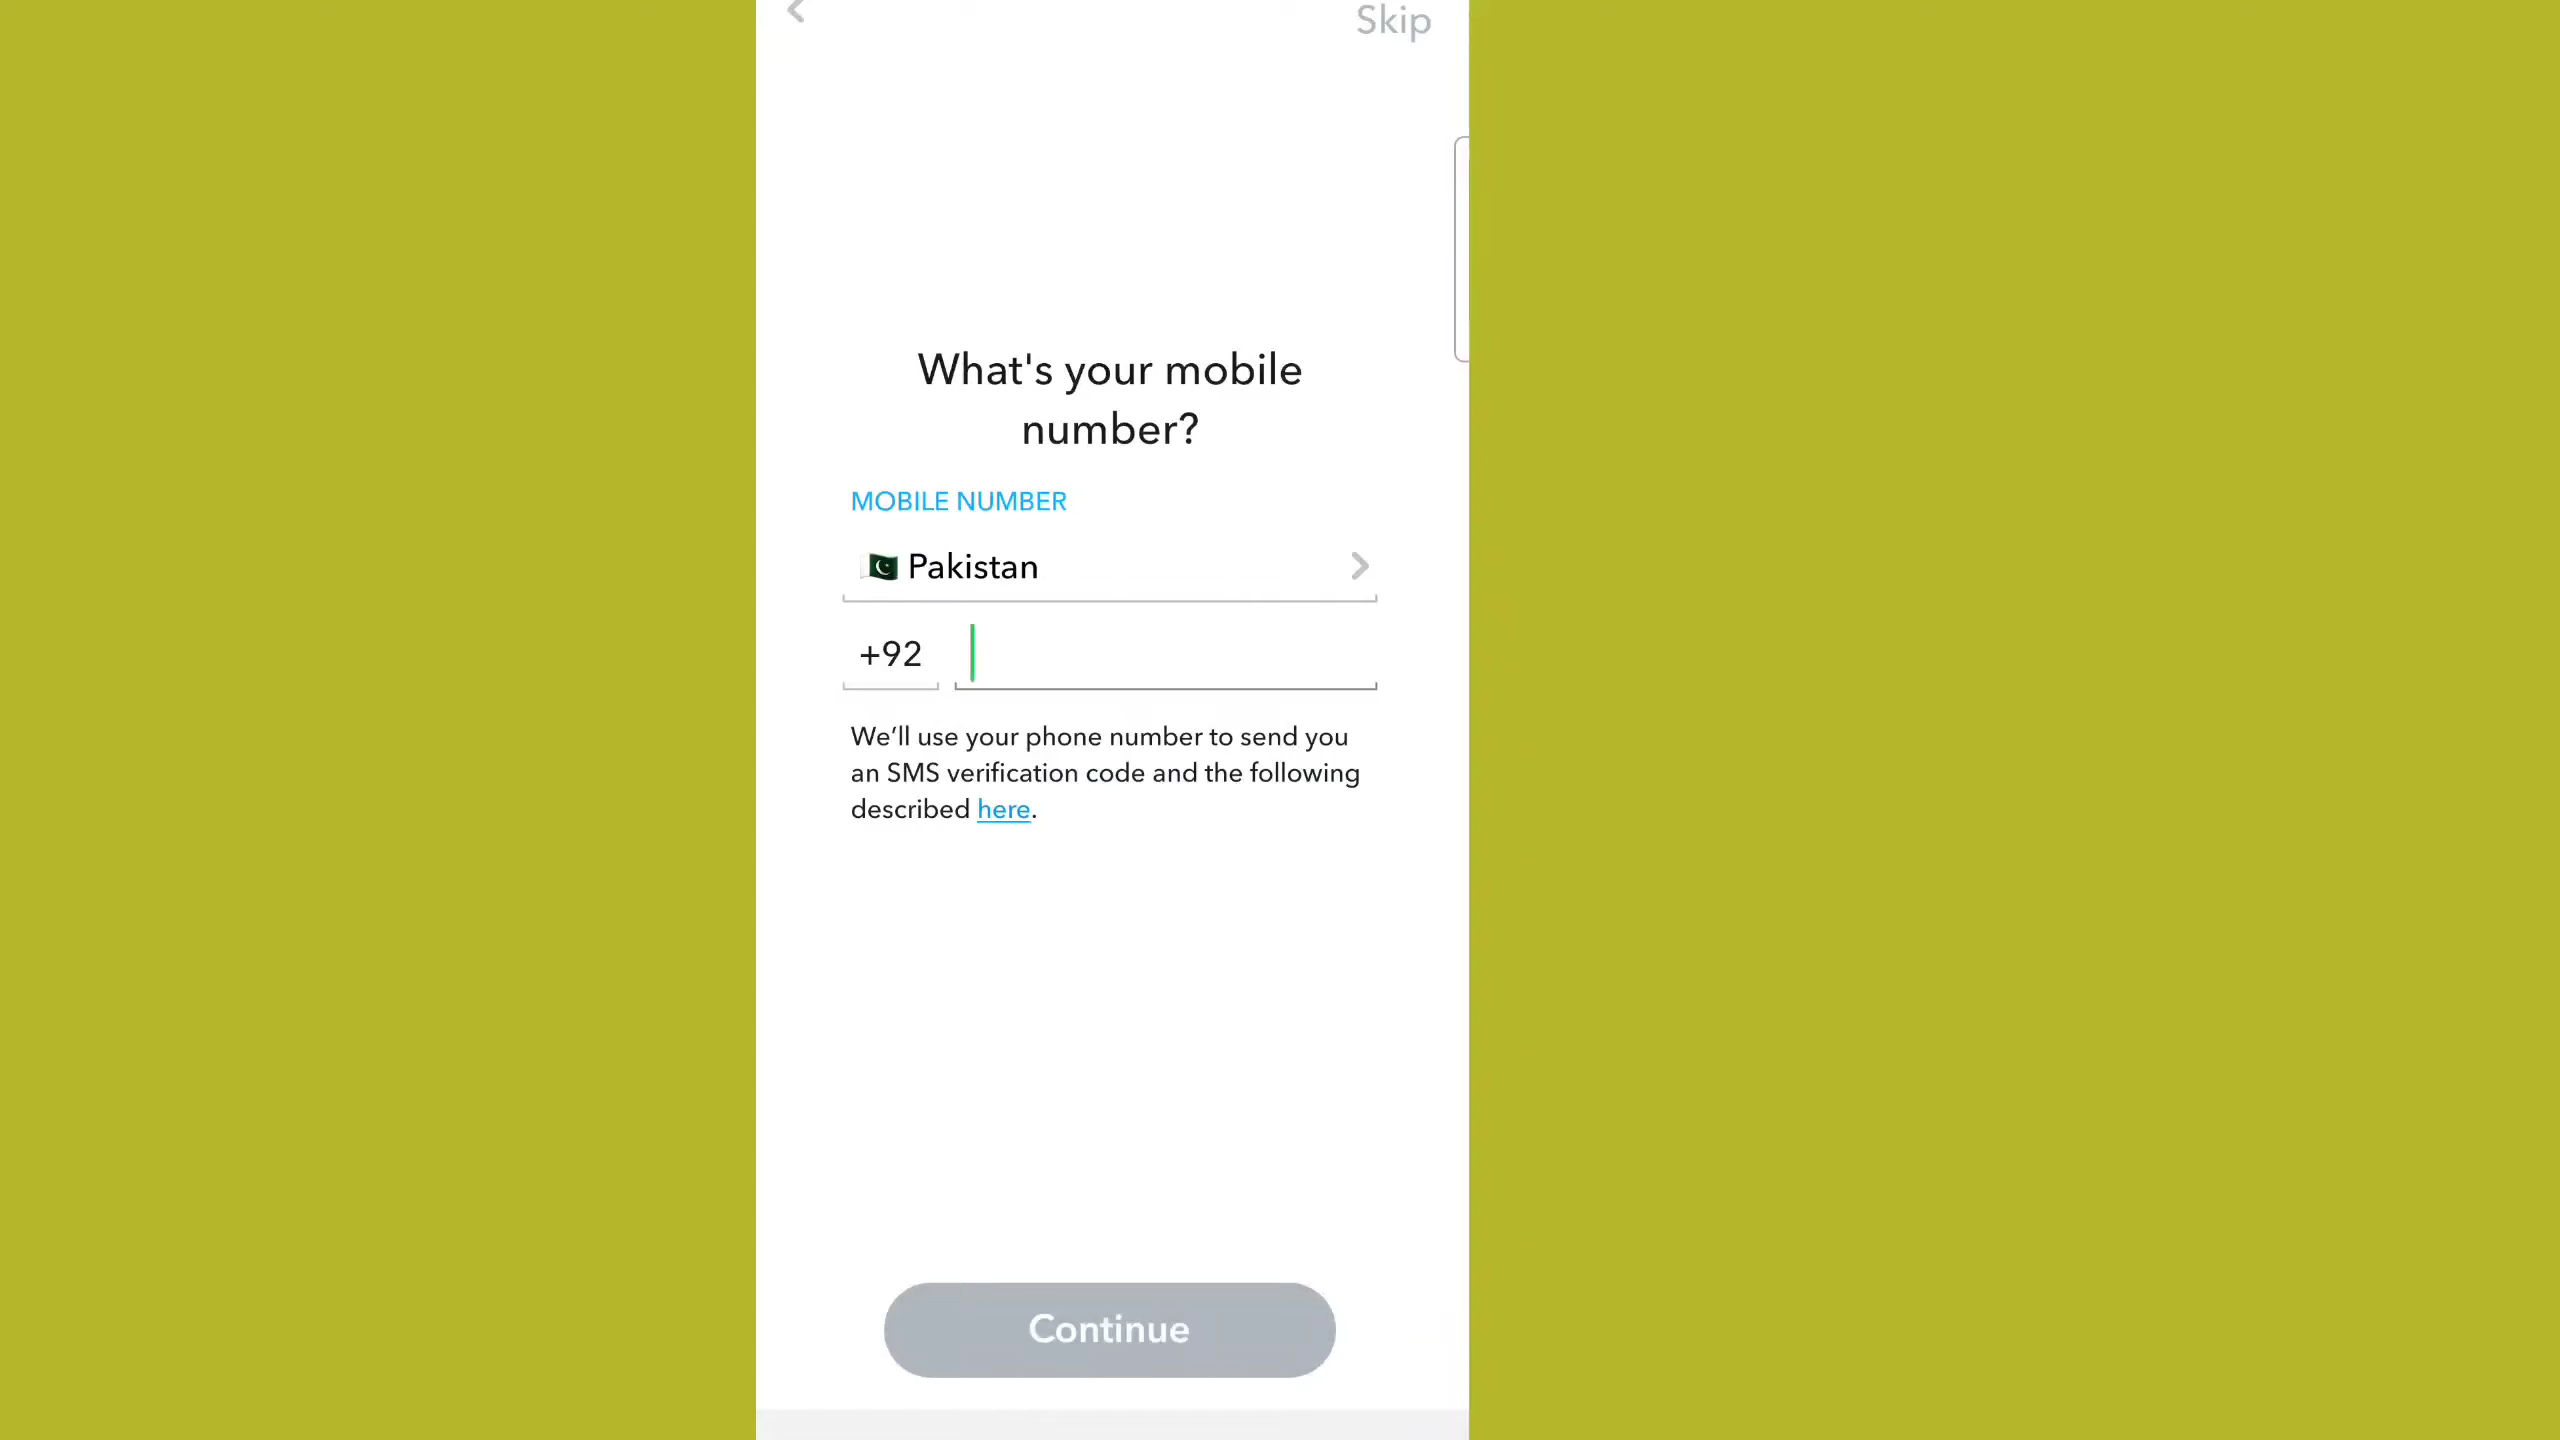 Skip
What's your mobile
number?
MOBILE NUMBER
Pakistan
+92
We’ll use your phone number to send you
an SMS verification code and the following
described here.
Continue